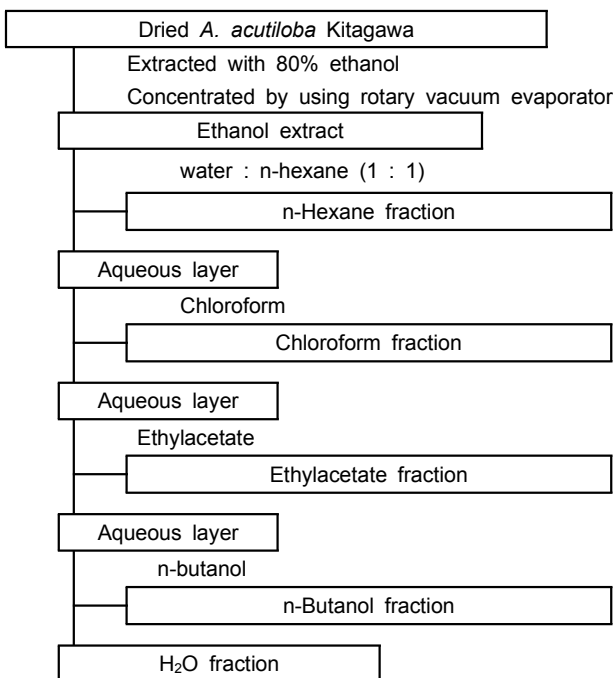 Dried A. acutiloba Kitagawa
Extracted with 80% ethanol
Concentrated by using rotary vacuum evaporator
Ethanol extract
water : n-hexane (1 : 1)
n-Hexane fraction
Aqueous layer
Chloroform
Chloroform fraction
Aqueous layer
Ethylacetate
Ethylacetate fraction
Aqueous layer
n-butanol
n-Butanol fraction
H₂O fraction